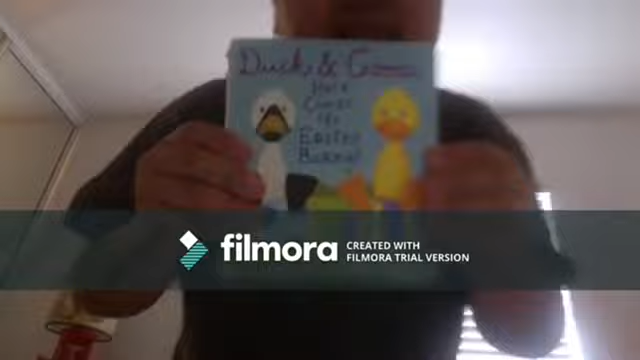 Duck &
Here
Comes
the
Easter
Bunny!
filmora
CREATED WITH
FILMORA TRIAL VERSION